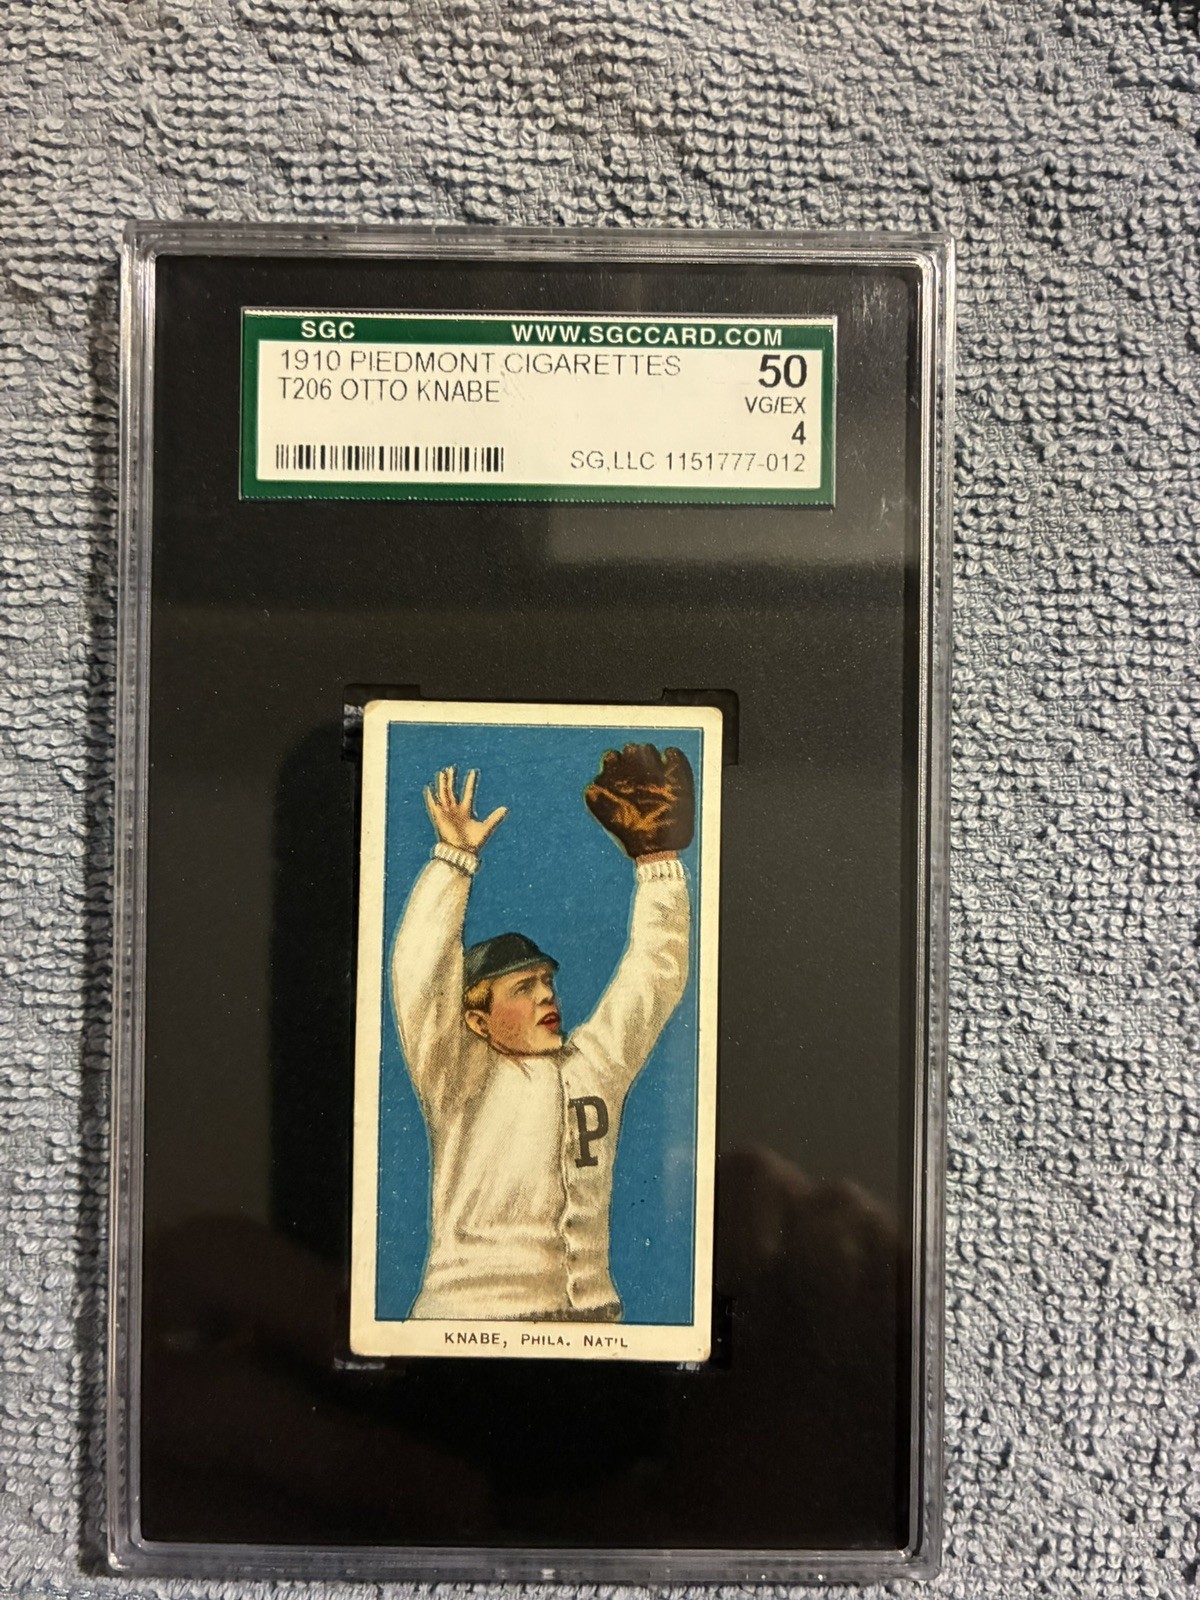 SGC WWW.SGCCARD.COM
1910 PIEDMONT CIGARETTES 50
T206 OTTO KNABE VG/EX
4
SG,LLC 1151777-012
P
KNABE, PHILA. NAT'L